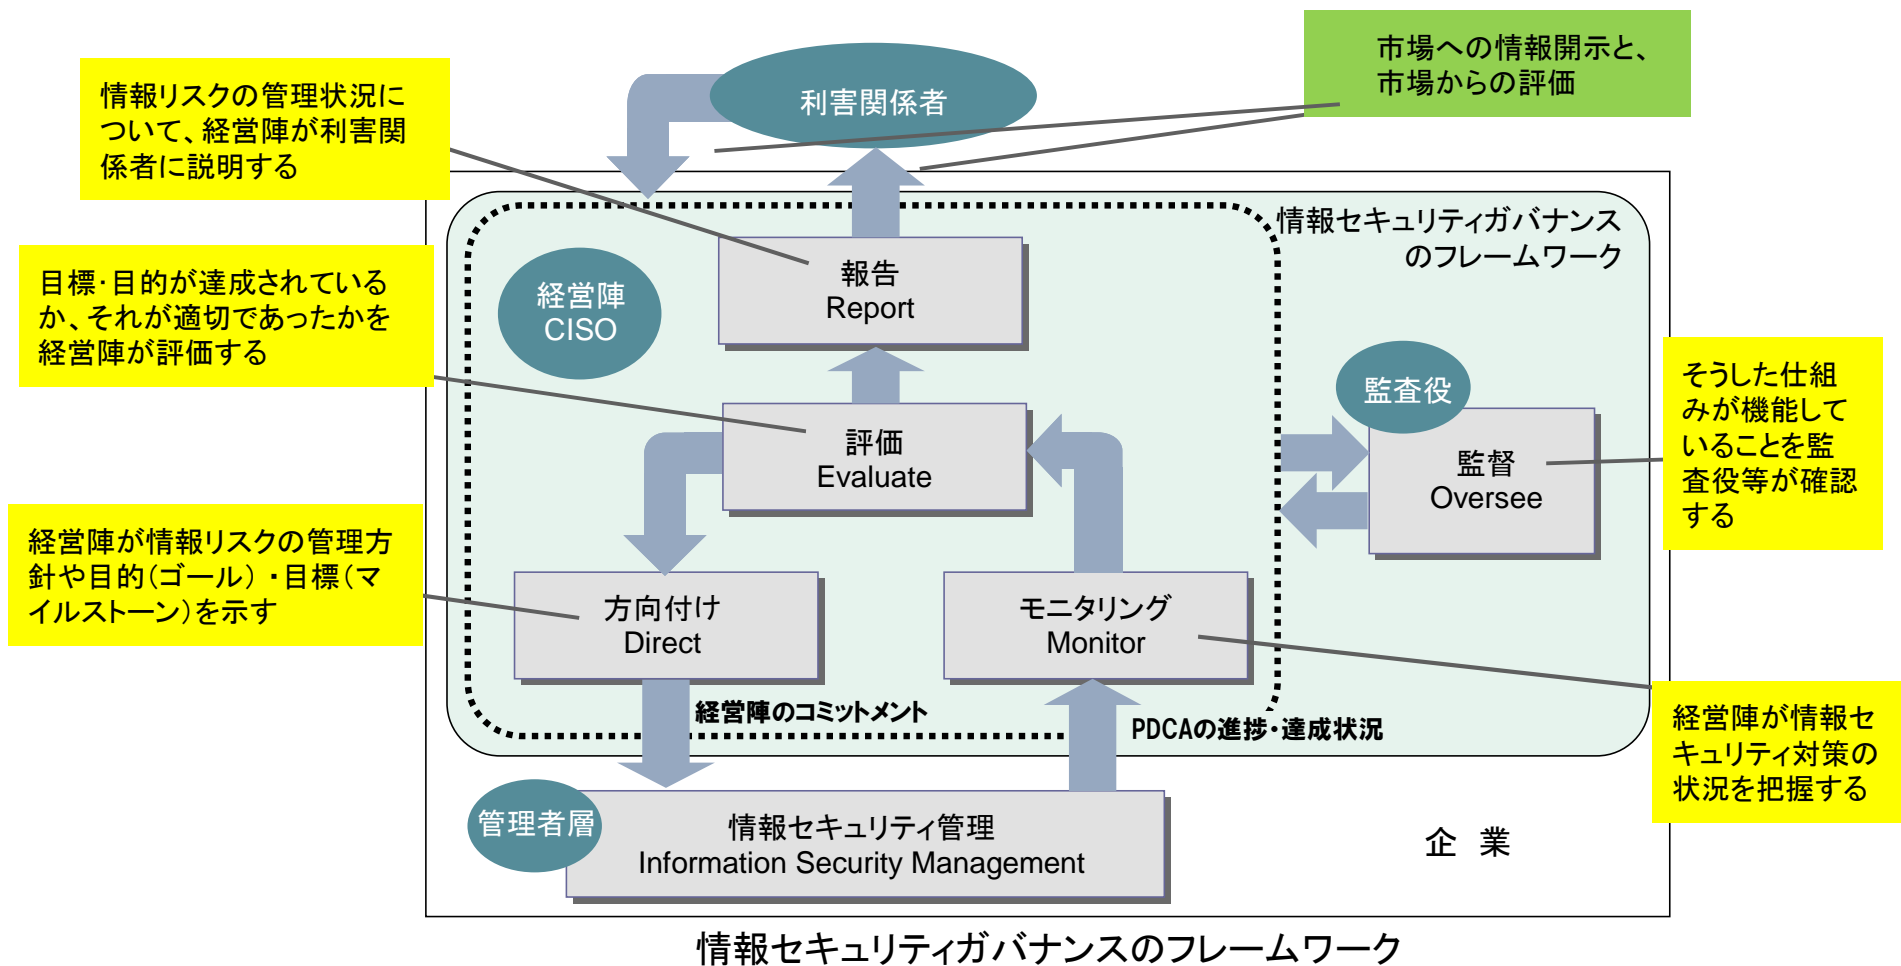 市場への情報開示と、
市場からの評価
情報リスクの管理状況に
ついて、経営陣が利害関
係者に説明する
利害関係者
情報セキュリティガバナンス
のフレームワーク
報告
Report
経営陣
CISO
目標・目的が達成されている
か、それが適切であったかを
経営陣が評価する
監査役
そうした仕組
みが機能して
いることを監
査役等が確認
する
評価
Evaluate
監督
Oversee
経営陣が情報リスクの管理方
針や目的(ゴール)・目標(マ
イルストーン)を示す
方向付け
Direct
モニタリング
Monitor
経営陣のコミットメント
PDCAの進捗・達成状況
経営陣が情報セ
キュリティ対策の
状況を把握する
管理者層
情報セキュリティ管理
Information Security Management
企 業
情報セキュリティガバナンスのフレームワーク